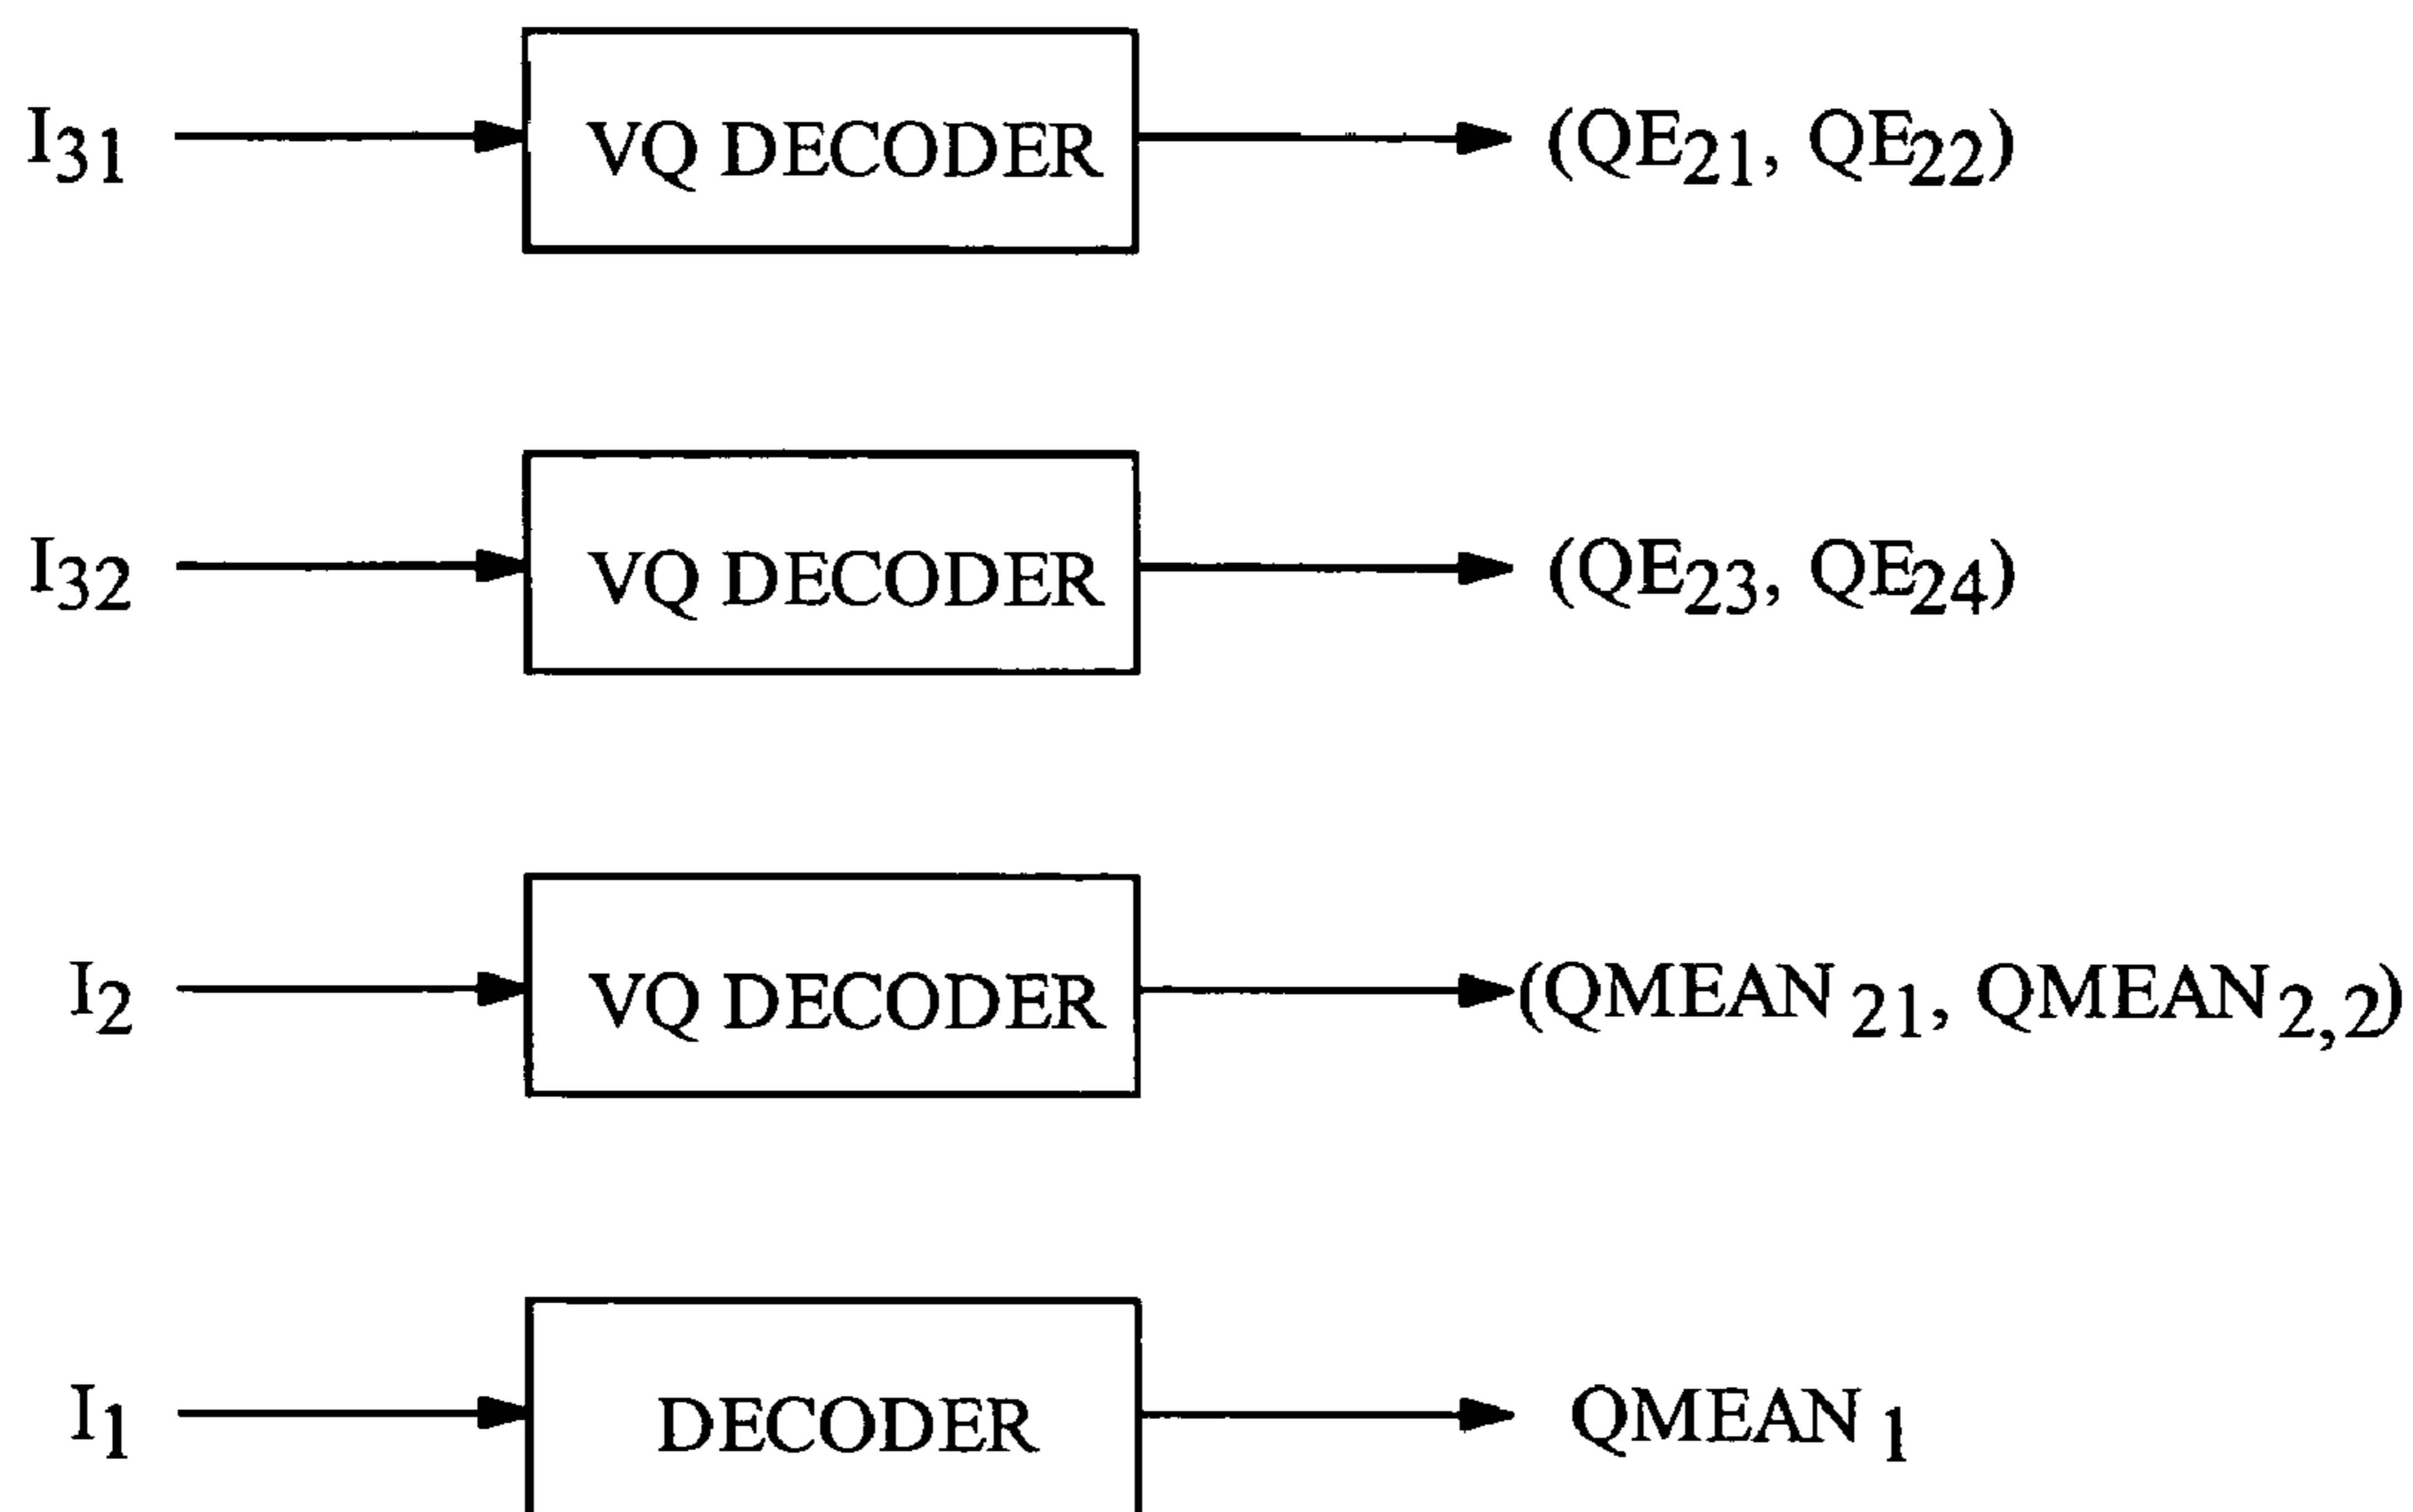 I31 VQ DECODER (QE21, QE22)
I32 VQ DECODER (QE23, QE24)
I2 VQ DECODER (QMEAN 21, QMEAN 2,2)
I1 DECODER QMEAN 1